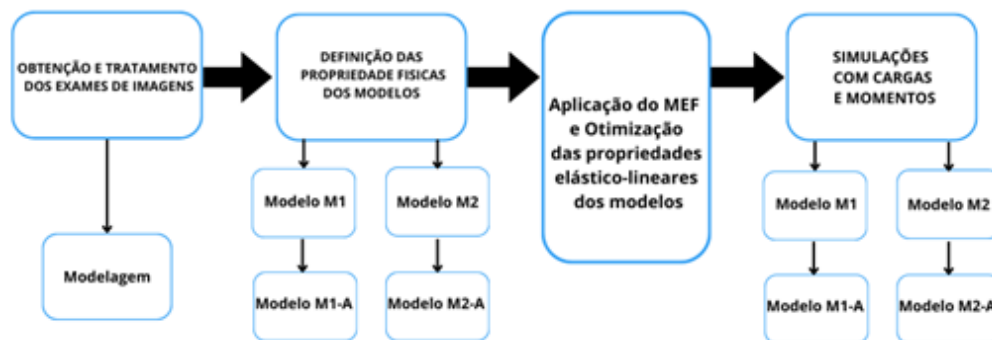 OBTENÇÃO E TRATAMENTO
DOS EXAMES DE IMAGENS
Modelagem
DEFINIÇÃO DAS
PROPRIEDADE FISICAS
DOS MODELOS
Modelo M1
Modelo M2
Modelo M1-A
Modelo M2-A
Aplicação do MEF
e Otimização
das propriedades
elástico-lineares
dos modelos
SIMULAÇÕES
COM CARGAS
E MOMENTOS
Modelo M1
Modelo M2
Modelo M1-A
Modelo M2-A